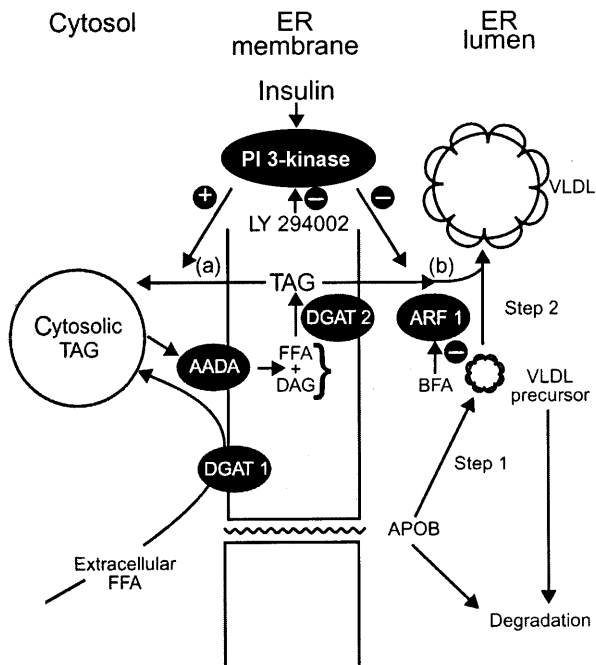 Cytosol
ER
membrane
ER
lumen
Insulin
PI 3-kinase
VLDL
+
−
−
LY 294002
(a)
TAG
(b)
Cytosolic
TAG
DGAT 2
ARF 1
Step 2
AADA
FFA
+
DAG
}
−
BFA
VLDL
precursor
DGAT 1
Step 1
APOB
Extracellular
FFA
Degradation